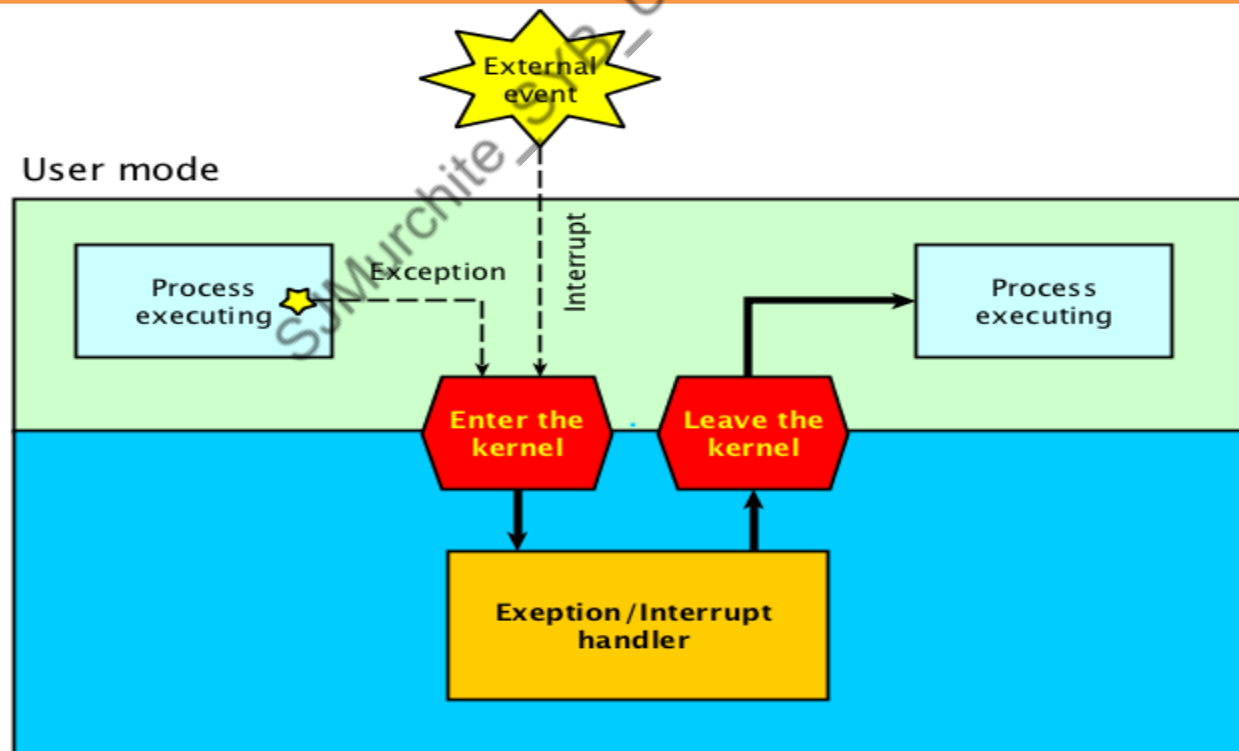 External
event
User mode
Exception
Interrupt
Process
executing
Process
executing
Enter the
kernel
Leave the
kernel
Exeption/Interrupt
handler
SJMurchite_SYB_